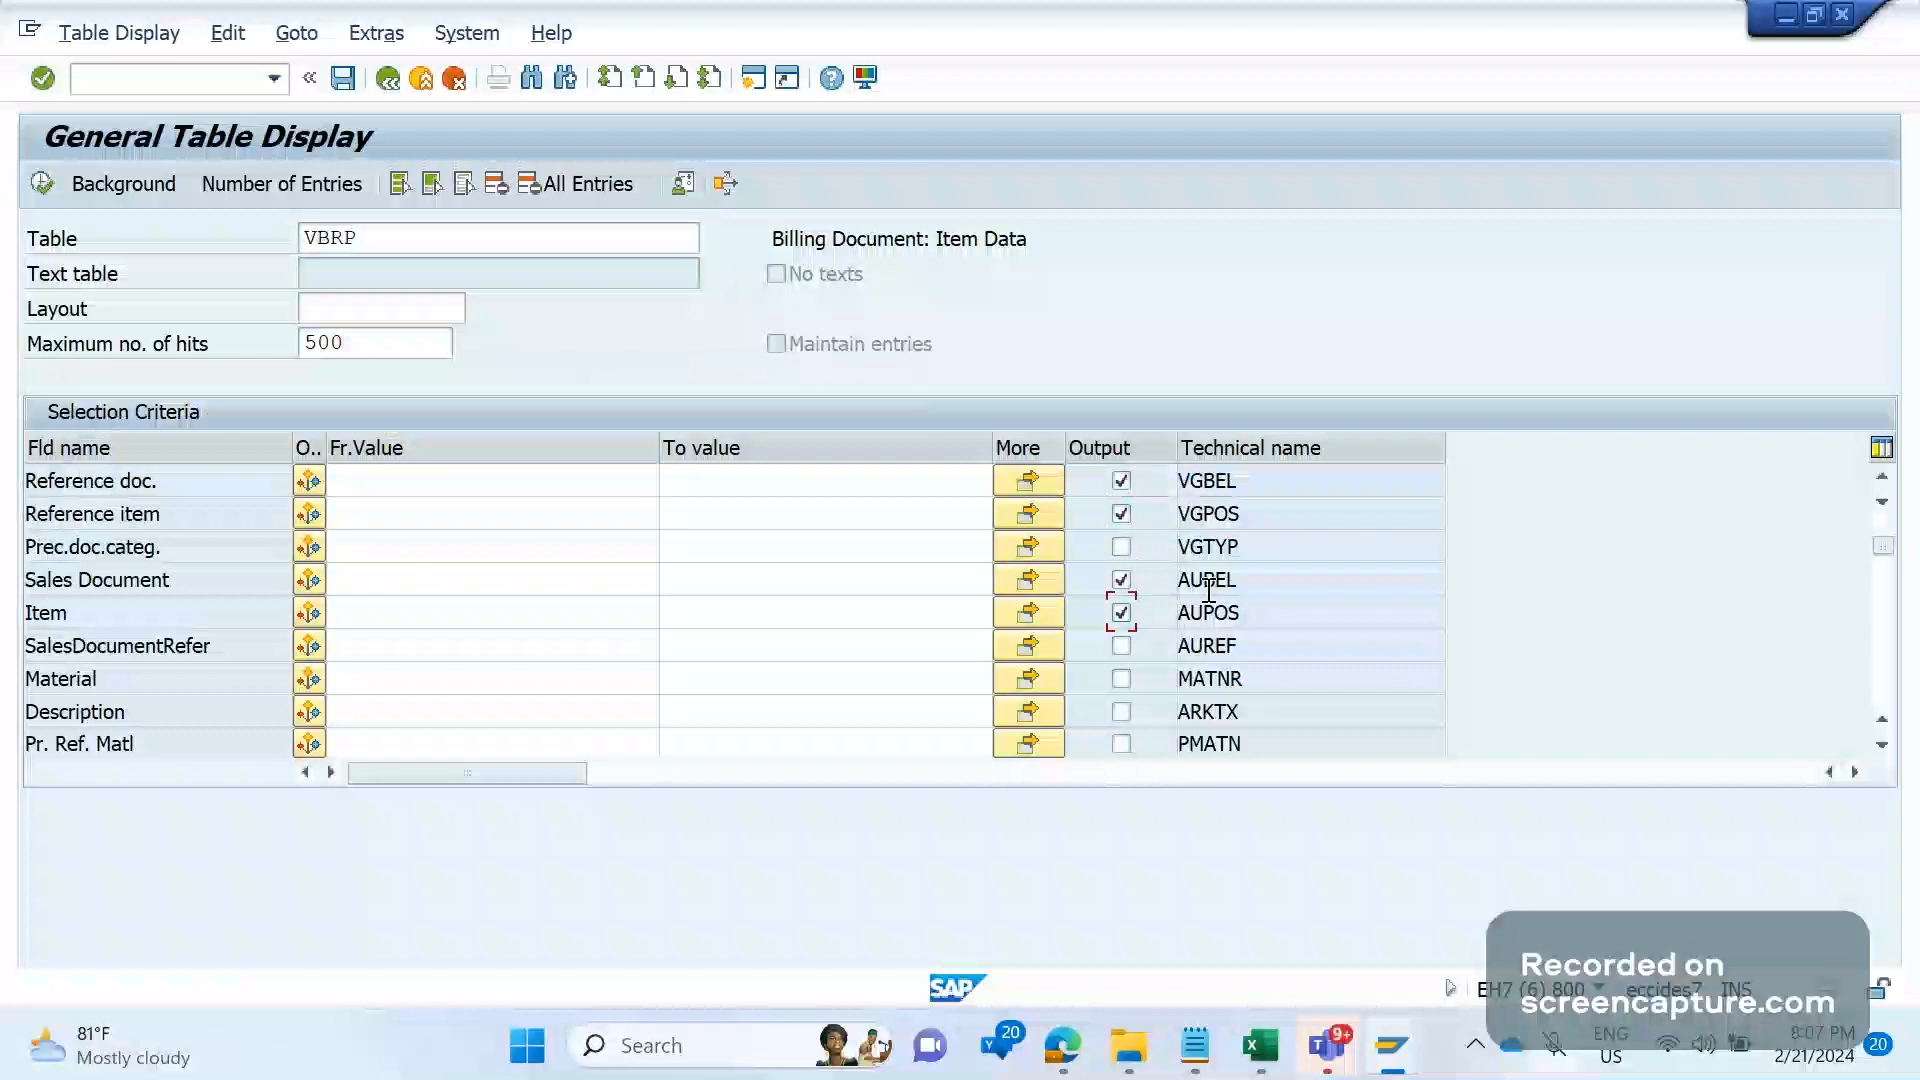 Table Display Edit Goto Extras System Help
General Table Display
Background Number of Entries All Entries
Table VBRP Billing Document: Item Data
Text table No texts
Layout
Maximum no. of hits 500 Maintain entries
Selection Criteria
Fld name O.. Fr.Value To value More Output Technical name
Reference doc. VGBEL
Reference item VGPOS
Prec.doc.categ. VGTYP
Sales Document AUBEL
Item AUPOS
SalesDocumentRefer AUREF
Material MATNR
Description ARKTX
Pr. Ref. Matl PMATN
Recorded on
screencapture.com
SAP EH7 (6) 800 eccides7 INS
81°F
Mostly cloudy
Search
20
9+
ENG
US
8:07 PM
2/21/2024
20